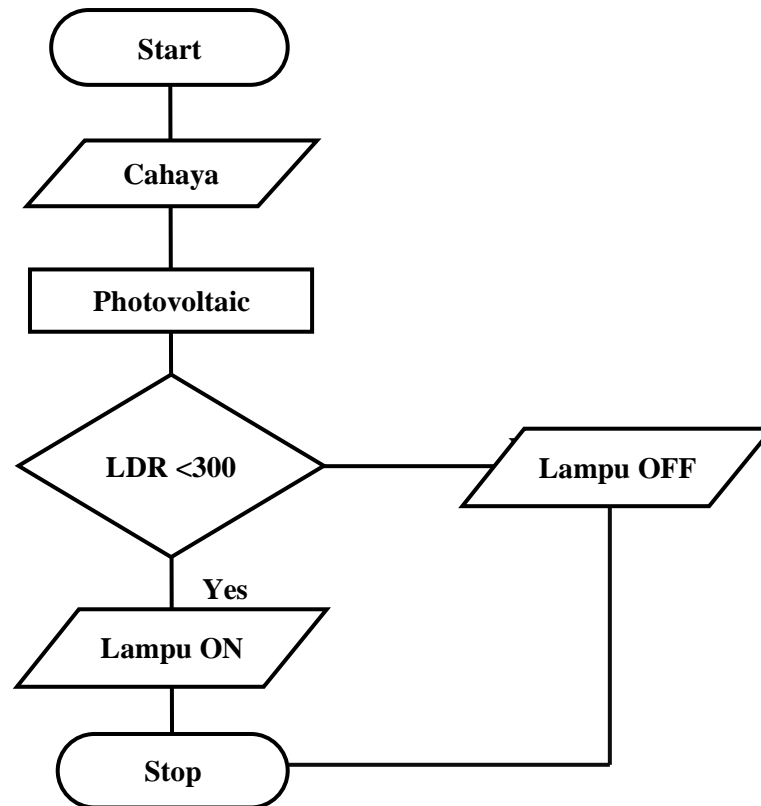 Start
Cahaya
Photovoltaic
LDR <300
Lampu OFF
Yes
Lampu ON
Stop